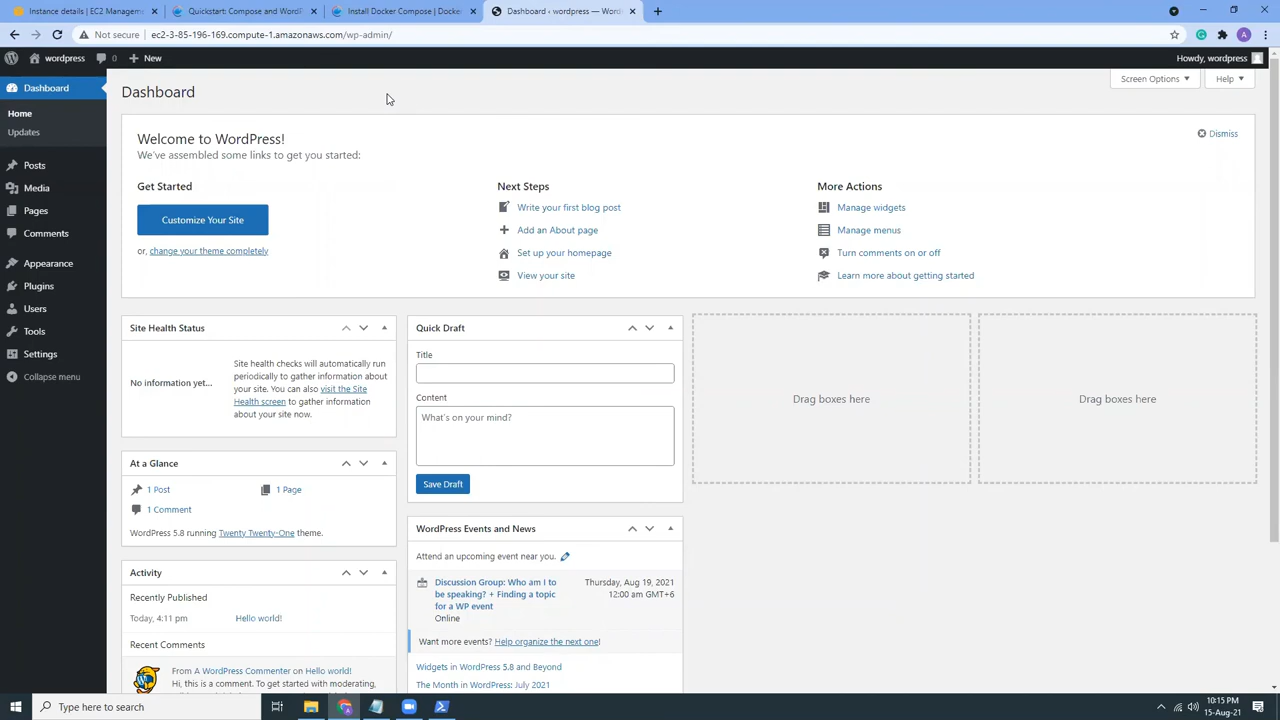 Instance details | EC2 Manageme
Quickstart: Compose and WordPr
Install Docker Compose | Docker
Dashboard ‹ wordpress — WordP
Not secure | ec2-3-85-196-169.compute-1.amazonaws.com/wp-admin/
A
wordpress 0 New
Howdy, wordpress
Dashboard
Home
Updates
Posts
Media
Pages
Comments
Appearance
Plugins
Users
Tools
Settings
Collapse menu
Dashboard
Screen Options
Help
Welcome to WordPress!
We've assembled some links to get you started:
Dismiss
Get Started
Customize Your Site
or, change your theme completely
Next Steps
Write your first blog post
Add an About page
Set up your homepage
View your site
More Actions
Manage widgets
Manage menus
Turn comments on or off
Learn more about getting started
Site Health Status
No information yet...
Site health checks will automatically run
periodically to gather information about
your site. You can also visit the Site
Health screen to gather information
about your site now.
At a Glance
1 Post
1 Page
1 Comment
WordPress 5.8 running Twenty Twenty-One theme.
Activity
Recently Published
Today, 4:11 pm Hello world!
Recent Comments
From A WordPress Commenter on Hello world!
Hi, this is a comment. To get started with moderating,
Quick Draft
Title
Content
What's on your mind?
Save Draft
WordPress Events and News
Attend an upcoming event near you.
Discussion Group: Who am I to
be speaking? + Finding a topic
for a WP event
Online
Thursday, Aug 19, 2021
12:00 am GMT+6
Want more events? Help organize the next one!
Widgets in WordPress 5.8 and Beyond
The Month in WordPress: July 2021
Drag boxes here
Drag boxes here
Type here to search
10:15 PM
15-Aug-21